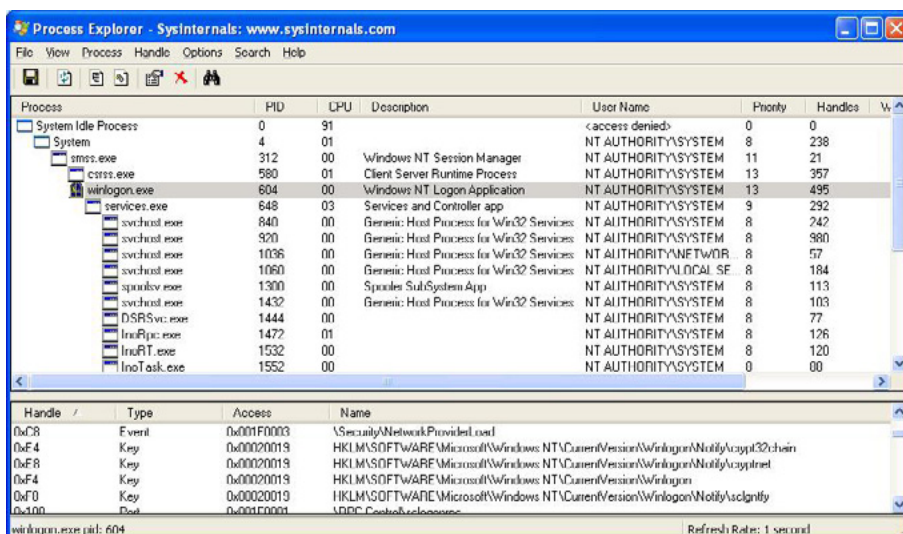 Process Explorer - Sysinternals: www.sysinternals.com
File View Process Handle Options Search Help
Process PID CPU Description User Name Priority Handles W
System Idle Process 0 91 <access denied> 0 0
System 4 01 NT AUTHORITY\SYSTEM 8 238
smss.exe 312 00 Windows NT Session Manager NT AUTHORITY\SYSTEM 11 21
csrss.exe 580 01 Client Server Runtime Process NT AUTHORITY\SYSTEM 13 357
winlogon.exe 604 00 Windows NT Logon Application NT AUTHORITY\SYSTEM 13 495
services.exe 648 03 Services and Controller app NT AUTHORITY\SYSTEM 9 292
svchost.exe 840 00 Generic Host Process for Win32 Services NT AUTHORITY\SYSTEM 8 242
svchost.exe 920 00 Generic Host Process for Win32 Services NT AUTHORITY\SYSTEM 8 980
svchost.exe 1036 00 Generic Host Process for Win32 Services NT AUTHORITY\NETWOR... 8 57
svchost.exe 1060 00 Generic Host Process for Win32 Services NT AUTHORITY\LOCAL SE... 8 184
spoolsv.exe 1300 00 Spooler SubSystem App NT AUTHORITY\SYSTEM 8 113
svchost.exe 1432 00 Generic Host Process for Win32 Services NT AUTHORITY\SYSTEM 8 103
DSRSvc.exe 1444 00 NT AUTHORITY\SYSTEM 8 77
InoRpc.exe 1472 01 NT AUTHORITY\SYSTEM 8 126
InoRT.exe 1532 00 NT AUTHORITY\SYSTEM 8 120
InoTask.exe 1552 00 NT AUTHORITY\SYSTEM
Handle Type Access Name
0xC8 Event 0x001F0003 \Security\NetworkProviderLoad
0xE4 Key 0x00020019 HKLM\SOFTWARE\Microsoft\Windows NT\CurrentVersion\Winlogon\Notify\crypt32chain
0xE8 Key 0x00020019 HKLM\SOFTWARE\Microsoft\Windows NT\CurrentVersion\Winlogon\Notify\cryptnet
0xF4 Key 0x00020019 HKLM\SOFTWARE\Microsoft\Windows NT\CurrentVersion\Winlogon
0xF0 Key 0x00020019 HKLM\SOFTWARE\Microsoft\Windows NT\CurrentVersion\Winlogon\Notify\sclgntfy
0x100 Port 0x001F0001
winlogon.exe pid: 604 Refresh Rate: 1 second